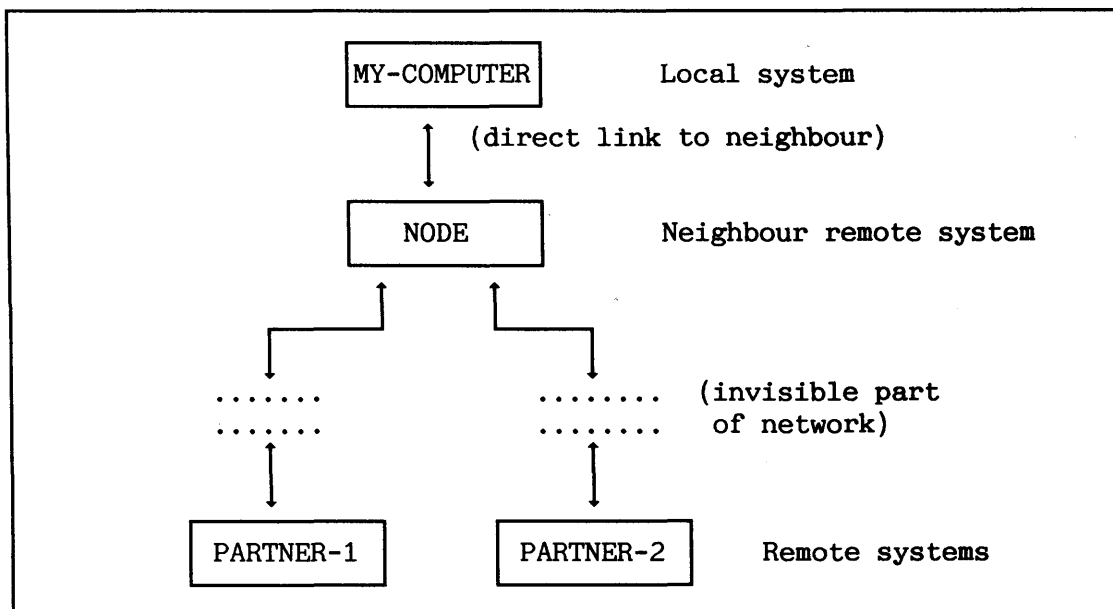 MY-COMPUTER Local system
(direct link to neighbour)
NODE Neighbour remote system
....... ........ (invisible part
....... ........ of network)
PARTNER-1 PARTNER-2 Remote systems